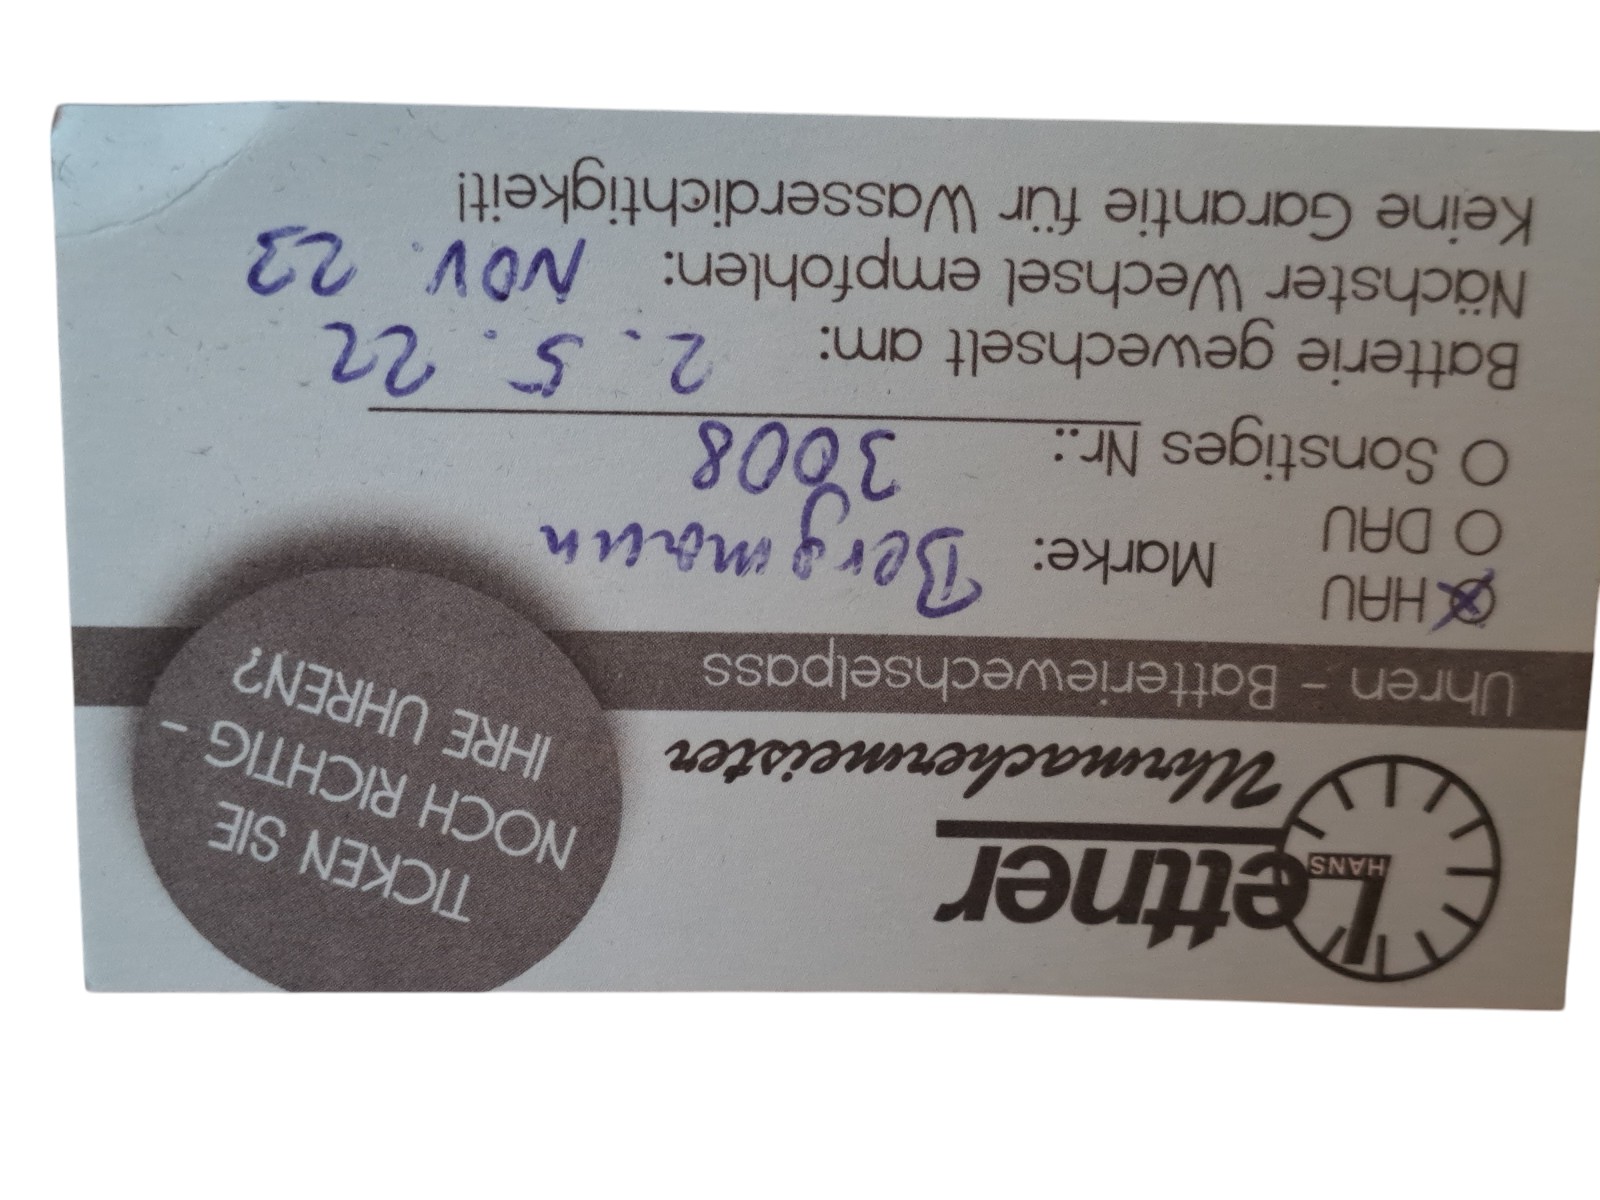 Lettner
HANS
Uhrmachermeister
TICKEN SIE
NOCH RICHTIG –
IHRE UHREN?
Uhren – Batteriewechselpass
HAU
DAU
Marke: Bergmann
Sonstiges Nr.: 3008
Batterie gewechselt am: 2. 5. 22
Nächster Wechsel empfohlen: NOV. 23
Keine Garantie für Wasserdichtigkeit!